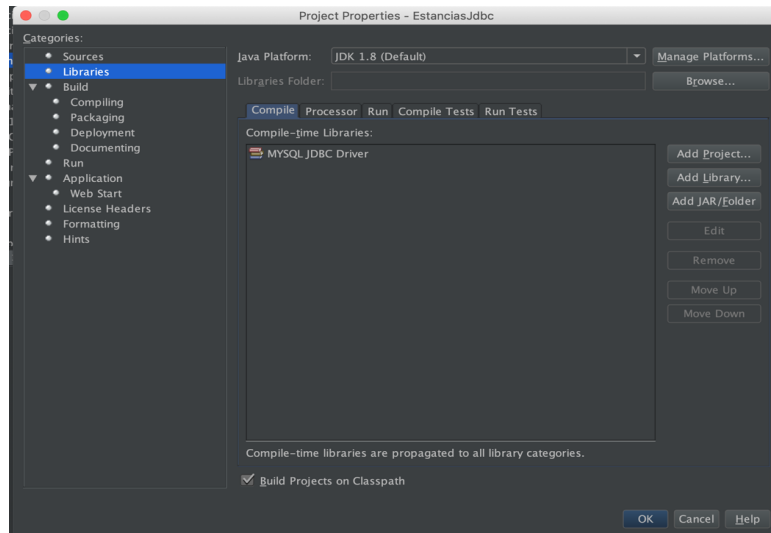 Project Properties - EstanciasJdbc
Categories:
Sources
Libraries
Build
Compiling
Packaging
Deployment
Documenting
Run
Application
Web Start
License Headers
Formatting
Hints
Java Platform: JDK 1.8 (Default) Manage Platforms...
Libraries Folder: Browse...
Compile Processor Run Compile Tests Run Tests
Compile-time Libraries:
MYSQL JDBC Driver
Add Project...
Add Library...
Add JAR/Folder
Edit
Remove
Move Up
Move Down
Compile-time libraries are propagated to all library categories.
Build Projects on Classpath
OK Cancel Help